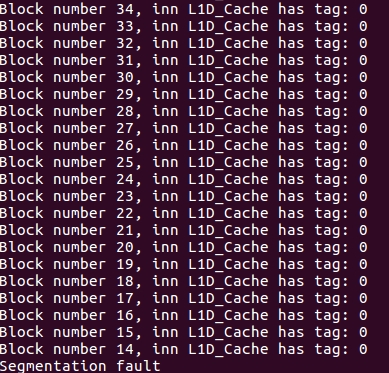 Block number 34, inn L1D_Cache has tag: 0
Block number 33, inn L1D_Cache has tag: 0
Block number 32, inn L1D_Cache has tag: 0
Block number 31, inn L1D_Cache has tag: 0
Block number 30, inn L1D_Cache has tag: 0
Block number 29, inn L1D_Cache has tag: 0
Block number 28, inn L1D_Cache has tag: 0
Block number 27, inn L1D_Cache has tag: 0
Block number 26, inn L1D_Cache has tag: 0
Block number 25, inn L1D_Cache has tag: 0
Block number 24, inn L1D_Cache has tag: 0
Block number 23, inn L1D_Cache has tag: 0
Block number 22, inn L1D_Cache has tag: 0
Block number 21, inn L1D_Cache has tag: 0
Block number 20, inn L1D_Cache has tag: 0
Block number 19, inn L1D_Cache has tag: 0
Block number 18, inn L1D_Cache has tag: 0
Block number 17, inn L1D_Cache has tag: 0
Block number 16, inn L1D_Cache has tag: 0
Block number 15, inn L1D_Cache has tag: 0
Block number 14, inn L1D_Cache has tag: 0
Segmentation fault